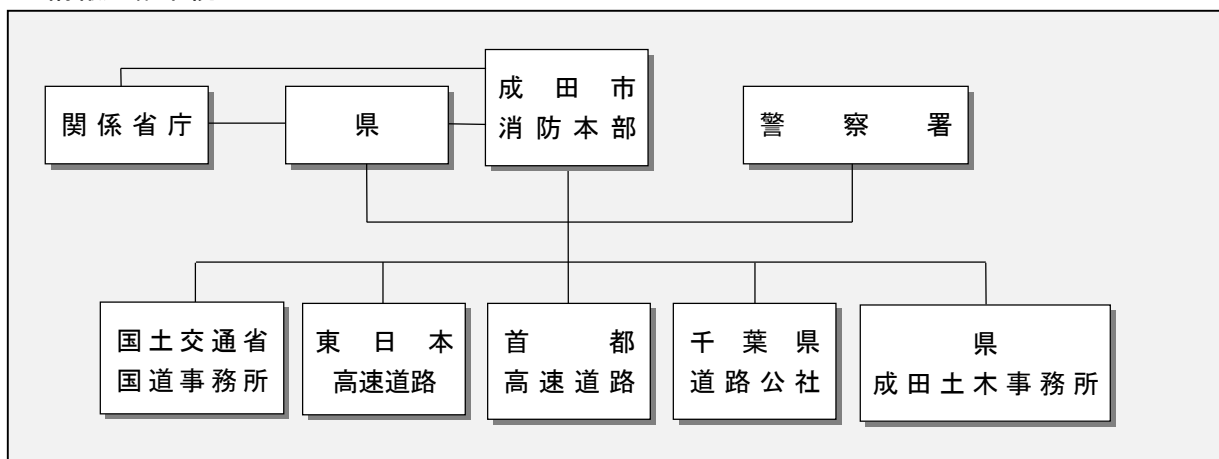 関係省庁
県
成田市
消防本部
警察署
国土交通省
国道事務所
東日本
高速道路
首都
高速道路
千葉県
道路公社
県
成田土木事務所